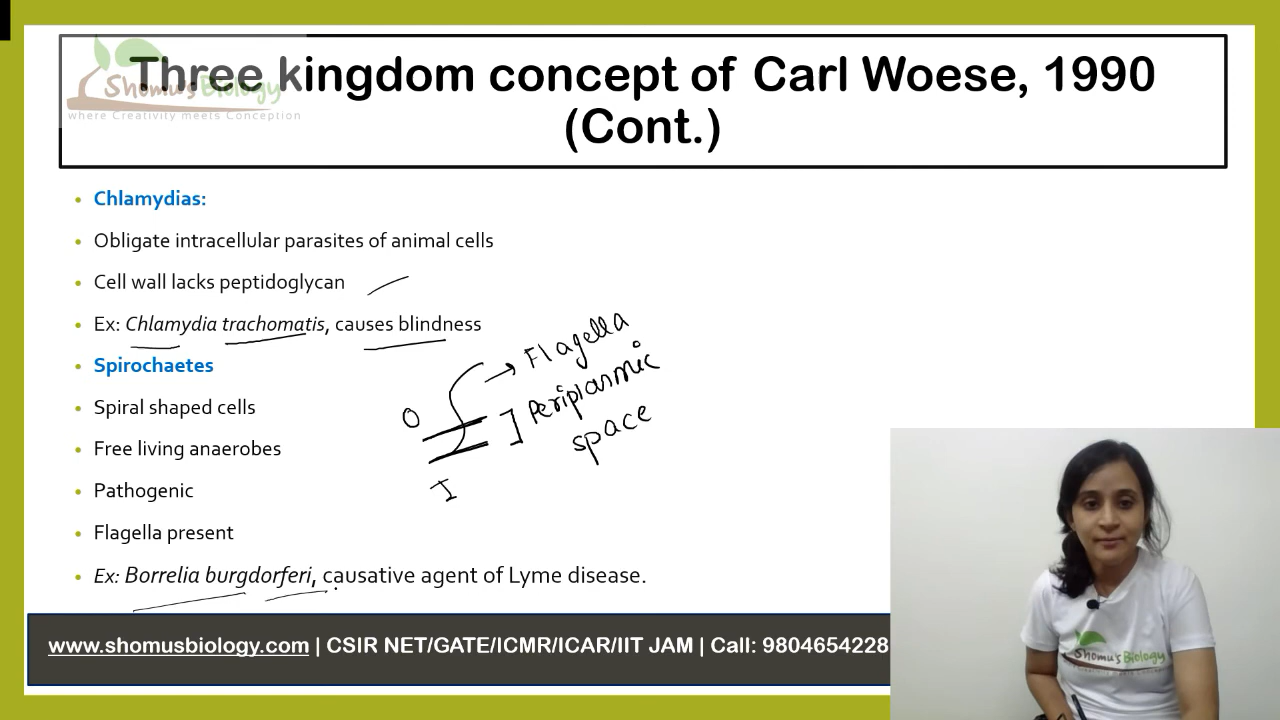 Three kingdom concept of Carl Woese, 1990
(Cont.)
Shomu's Biology
where Creativity meets Conception
• Chlamydias:
• Obligate intracellular parasites of animal cells
• Cell wall lacks peptidoglycan
• Ex: Chlamydia trachomatis, causes blindness
• Spirochaetes
• Spiral shaped cells
• Free living anaerobes
• Pathogenic
• Flagella present
• Ex: Borrelia burgdorferi, causative agent of Lyme disease.
Flagella
O
Periplasmic
space
I
www.shomusbiology.com | CSIR NET/GATE/ICMR/ICAR/IIT JAM | Call: 9804654228
Shomu's Biology